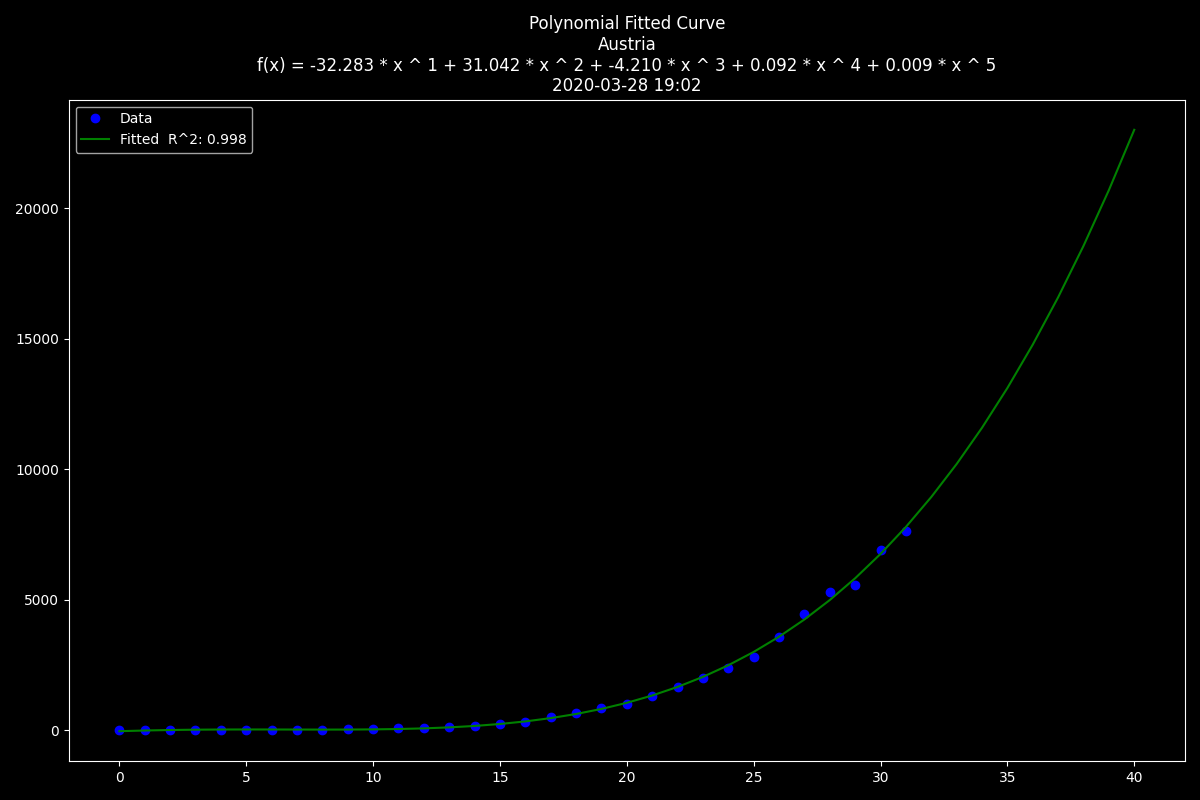 Polynomial Fitted Curve
Austria
f(x) = -32.283 * x ^ 1 + 31.042 * x ^ 2 + -4.210 * x ^ 3 + 0.092 * x ^ 4 + 0.009 * x ^ 5
2020-03-28 19:02
Data
Fitted  R^2: 0.998
20000
15000
10000
5000
0
0 5 10 15 20 25 30 35 40